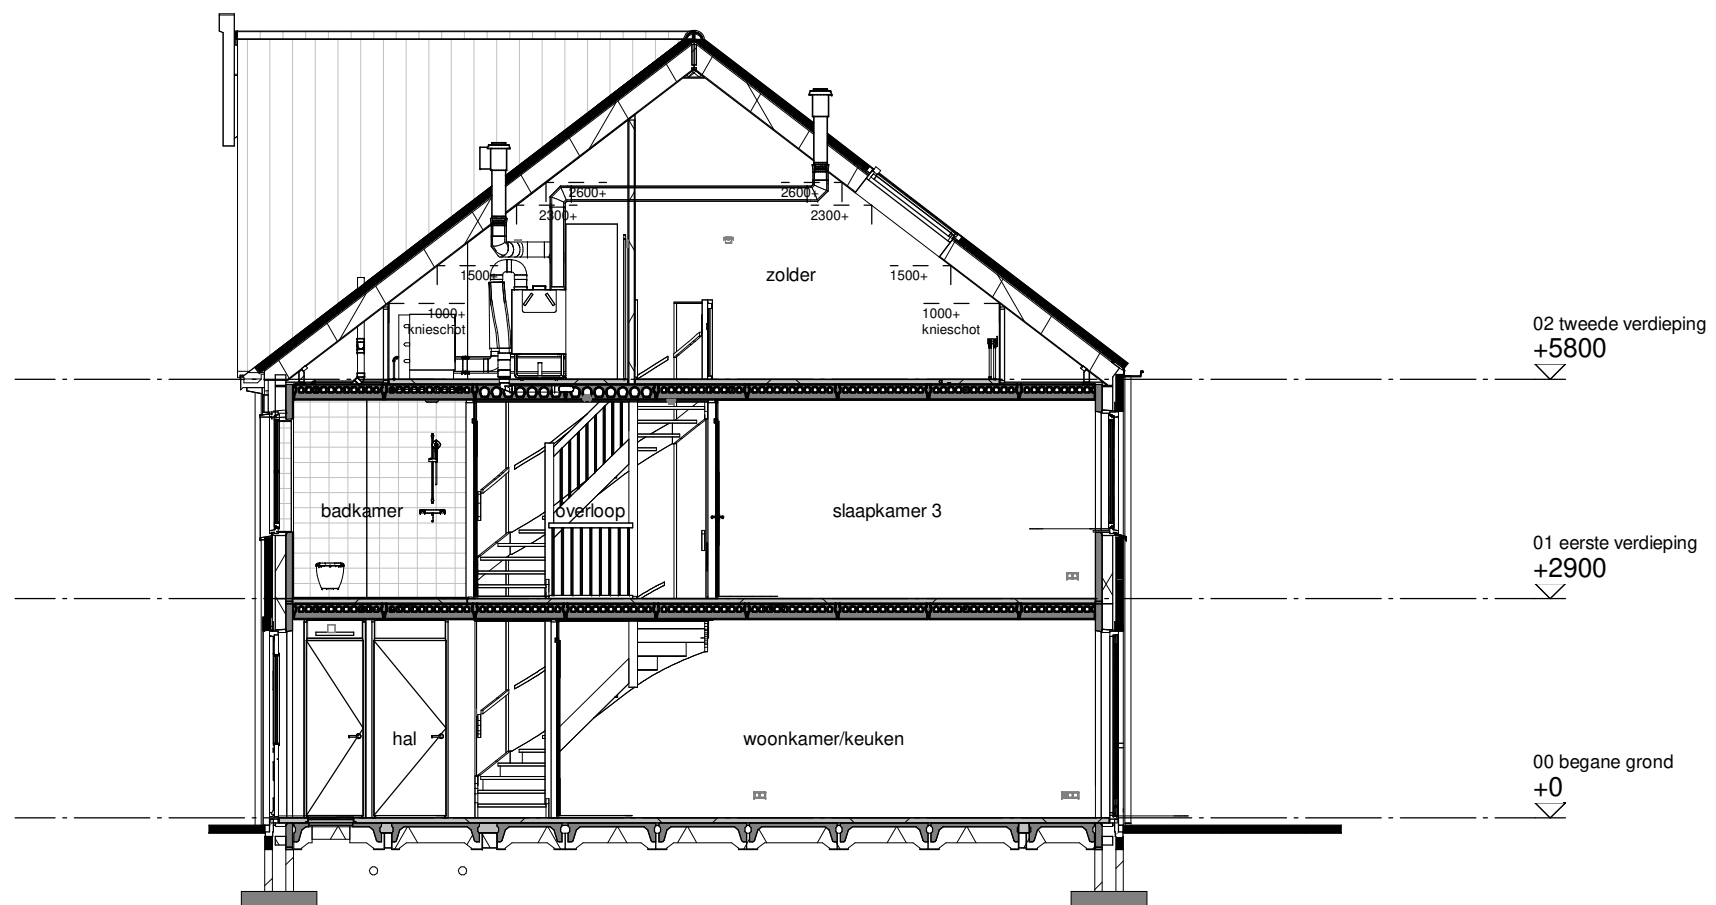 2600+
2600+
2300+
2300+
zolder
1500+
1500+
1000+
knieschot
1000+
knieschot
02 tweede verdieping
+5800
badkamer
overloop
slaapkamer 3
01 eerste verdieping
+2900
hal
woonkamer/keuken
00 begane grond
+0